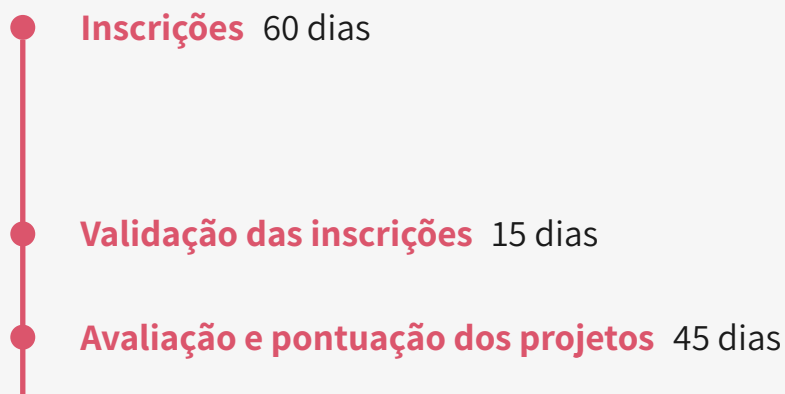 Inscrições 60 dias
Validação das inscrições 15 dias
Avaliação e pontuação dos projetos 45 dias